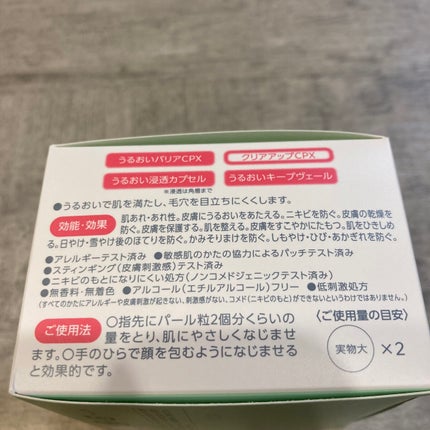 うるおいバリアCPX クリアアップCPX
うるおい浸透カプセル うるおいキープヴェール
※浸透は角層まで
●うるおいで肌を満たし、毛穴を目立ちにくくします。
効能・効果 肌あれ・あれ性。皮膚にうるおいをあたえる。ニキビを防ぐ。皮膚の乾燥を
防ぐ。皮膚を保護する。肌を整える。皮膚をすこやかにたもつ。肌をひきしめ
る。日やけ・雪やけ後のほてりを防ぐ。かみそりまけを防ぐ。しもやけ・ひび・あかぎれを防ぐ。
●アレルギーテスト済み ●敏感肌のかたの協力によるパッチテスト済み
●スティンギング(皮膚刺激感)テスト済み
●ニキビのもとになりにくい処方(ノンコメドジェニックテスト済み)
●無香料・無着色 ●アルコール(エチルアルコール)フリー ●低刺激処方
(すべてのかたにアレルギーや皮膚刺激が起きない、刺激感がない、コメド(ニキビのもと)ができないというわけではありません。)
ご使用法 〇指先にパール粒2個分くらいの
量をとり、肌にやさしくなじませ
ます。〇手のひらで顔を包むようになじませる
と効果的です。
〈ご使用量の目安〉
実物大 ×2